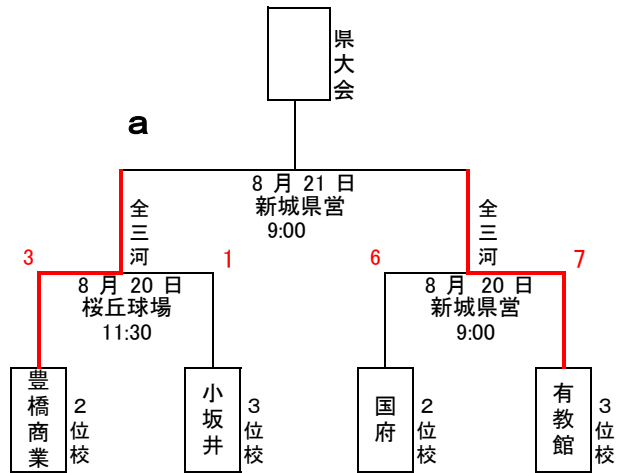 県大会
a
8 月 21 日
新城県営
9:00
全三河
全三河
3
1
6
7
8 月 20 日
桜丘球場
11:30
8 月 20 日
新城県営
9:00
豊橋商業
2位校
小坂井
3位校
国府
2位校
有教館
3位校